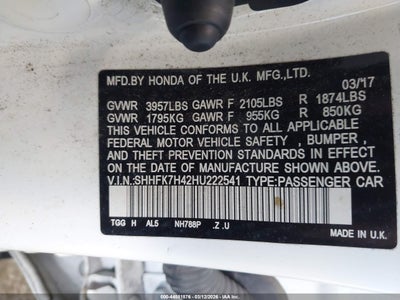 MFD.BY HONDA OF THE U.K. MFG.,LTD.
03/17
GVWR 3957LBS GAWR F 2105LBS R 1874LBS
GVWR 1795KG GAWR F 955KG R 850KG
THIS VEHICLE CONFORMS TO ALL APPLICABLE
FEDERAL MOTOR VEHICLE SAFETY , BUMPER ,
AND THEFT PREVENTION STANDARDS IN EFFECT ON
THE DATE OF MANUFACTURE SHOWN ABOVE.
V.I.N.:SHHFK7H42HU222541 TYPE:PASSENGER CAR
TGG H AL5 NH788P .Z .U
MADE IN U.K.